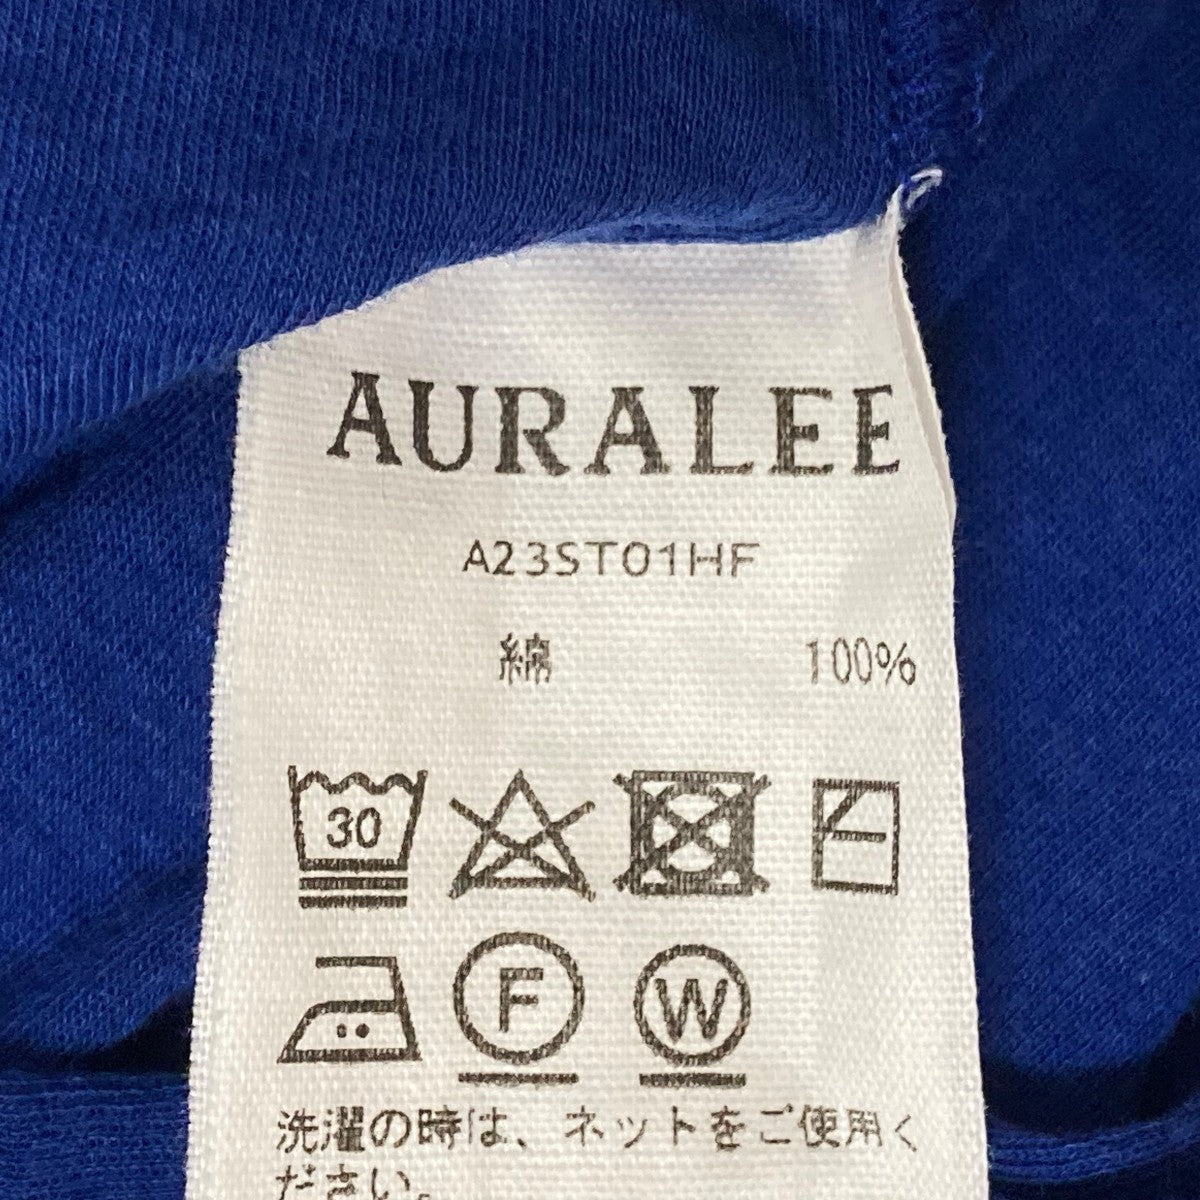 AURALEE
A23ST01HF
綿 100%
30
F W
洗濯の時は、ネットをご使用く
ださい。